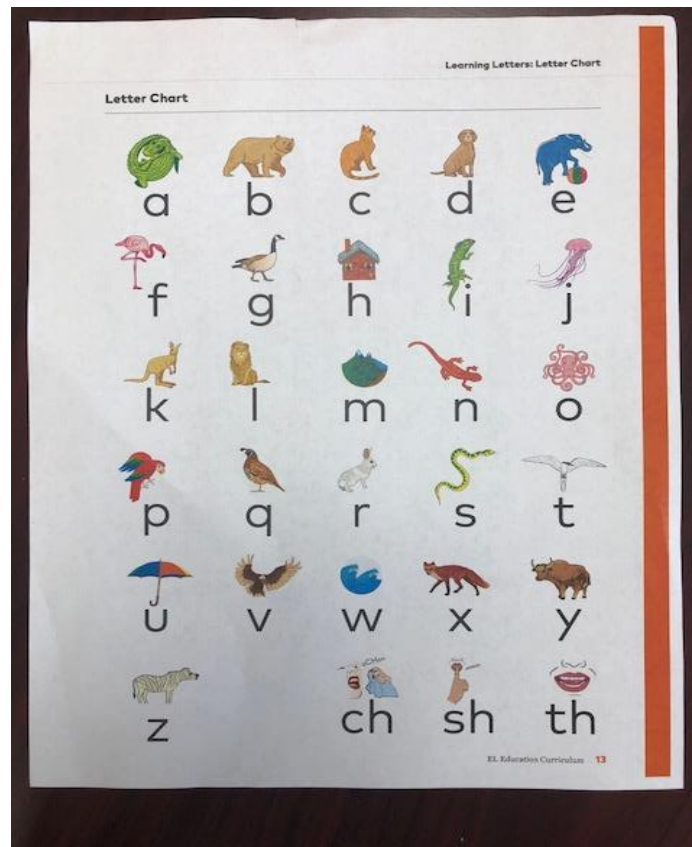 Learning Letters: Letter Chart
Letter Chart
a b c d e
f g h i j
k l m n o
p q r s t
u v w x y
z ch sh th
EL Education Curriculum 13